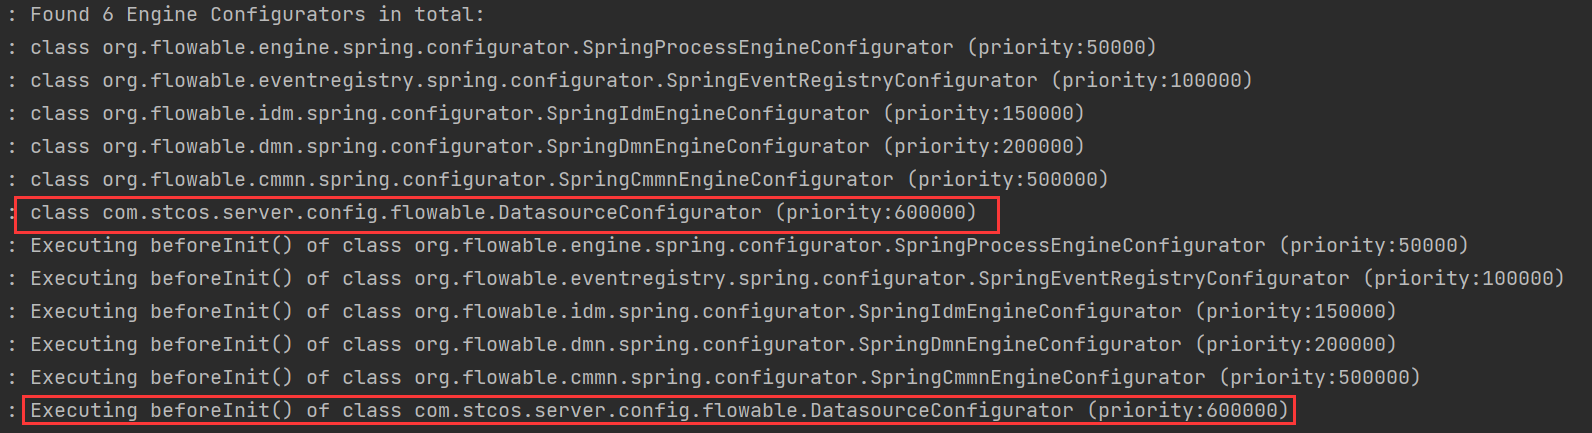 : Found 6 Engine Configurators in total:
: class org.flowable.engine.spring.configurator.SpringProcessEngineConfigurator (priority:50000)
: class org.flowable.eventregistry.spring.configurator.SpringEventRegistryConfigurator (priority:100000)
: class org.flowable.idm.spring.configurator.SpringIdmEngineConfigurator (priority:150000)
: class org.flowable.dmn.spring.configurator.SpringDmnEngineConfigurator (priority:200000)
: class org.flowable.cmmn.spring.configurator.SpringCmmnEngineConfigurator (priority:500000)
: class com.stcos.server.config.flowable.DatasourceConfigurator (priority:600000)
: Executing beforeInit() of class org.flowable.engine.spring.configurator.SpringProcessEngineConfigurator (priority:50000)
: Executing beforeInit() of class org.flowable.eventregistry.spring.configurator.SpringEventRegistryConfigurator (priority:100000)
: Executing beforeInit() of class org.flowable.idm.spring.configurator.SpringIdmEngineConfigurator (priority:150000)
: Executing beforeInit() of class org.flowable.dmn.spring.configurator.SpringDmnEngineConfigurator (priority:200000)
: Executing beforeInit() of class org.flowable.cmmn.spring.configurator.SpringCmmnEngineConfigurator (priority:500000)
: Executing beforeInit() of class com.stcos.server.config.flowable.DatasourceConfigurator (priority:600000)